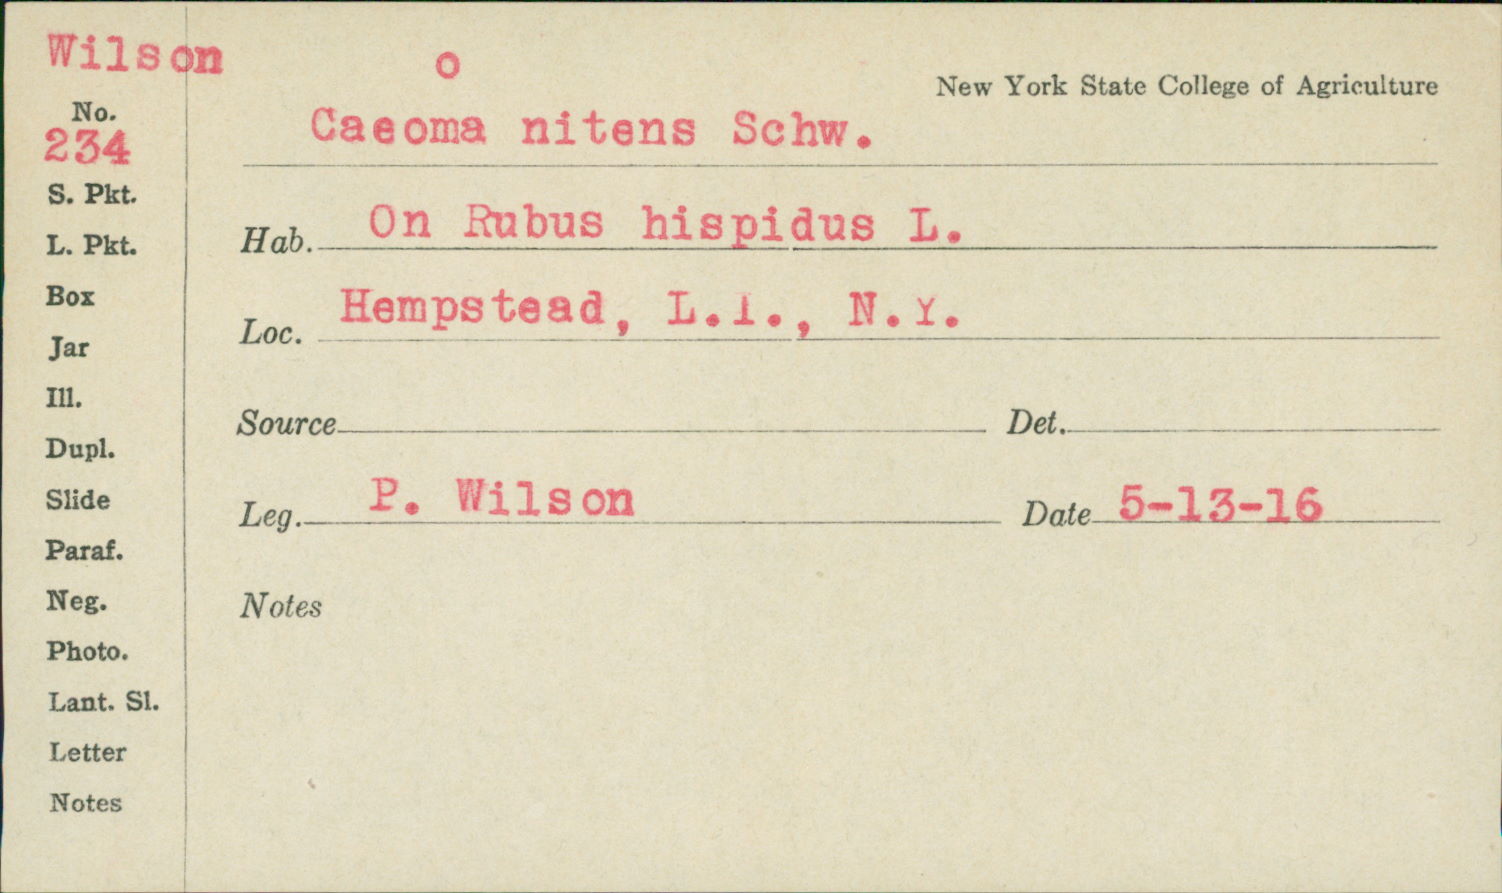 Wilson
o
New York State College of Agriculture
No.
234
Caeoma nitens Schw.
S. Pkt.
Hab. On Rubus hispidus L.
L. Pkt.
Box
Loc. Hempstead, L.I., N.Y.
Jar
Ill.
Source Det.
Dupl.
Slide
Leg. P. Wilson Date 5-13-16
Paraf.
Neg.
Notes
Photo.
Lant. Sl.
Letter
Notes